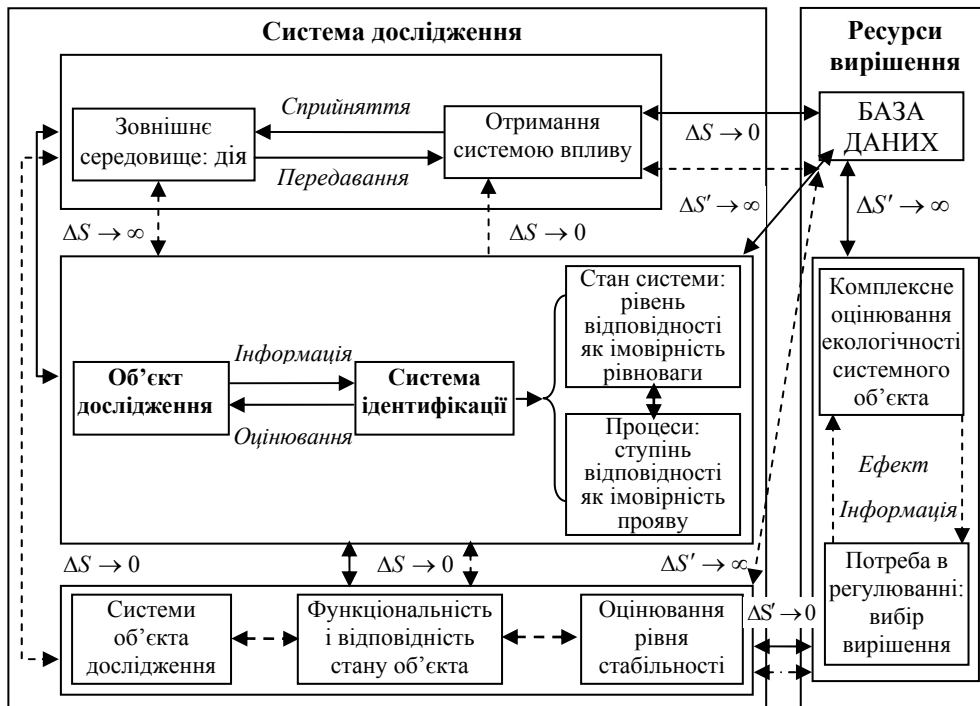 Система дослідження
Зовнішнє
середовище: дія
Сприйняття
Передавання
Отримання
системою впливу
ΔS → 0
ΔS → ∞
ΔS → 0
ΔS′ → ∞
Об’єкт
дослідження
Інформація
Оцінювання
Система
ідентифікації
Стан системи:
рівень
відповідності
як імовірність
рівноваги
Процеси:
ступінь
відповідності
як імовірність
прояву
ΔS → 0
ΔS → 0
ΔS′ → ∞
Системи
об’єкта
дослідження
Функціональність
і відповідність
стану об’єкта
Оцінювання
рівня
стабільності
ΔS′ → 0
Ресурси
вирішення
БАЗА
ДАНИХ
ΔS′ → ∞
Комплексне
оцінювання
екологічності
системного
об’єкта
Ефект
Інформація
Потреба в
регулюванні:
вибір
вирішення